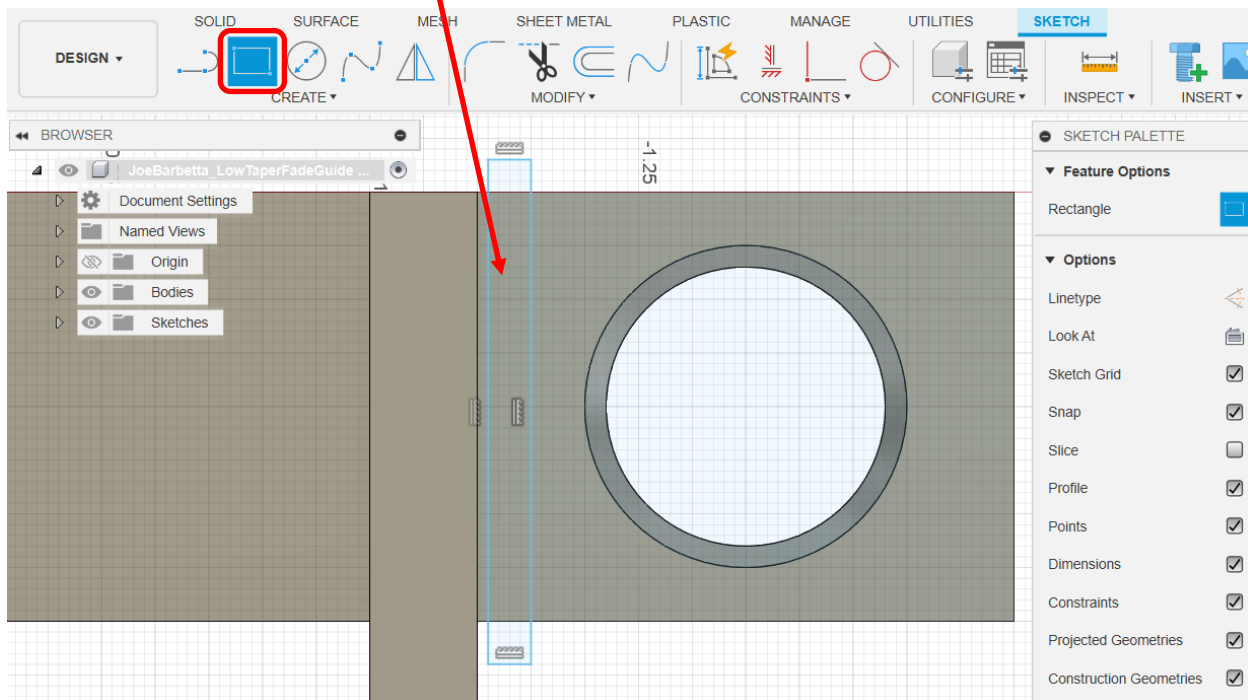 SOLID SURFACE MESH SHEET METAL PLASTIC MANAGE UTILITIES SKETCH
DESIGN ▾
CREATE ▾ MODIFY ▾ CONSTRAINTS ▾ CONFIGURE ▾ INSPECT ▾ INSERT ▾
BROWSER
JoeBarbetta_LowTaperFadeGuide ...
Document Settings
Named Views
Origin
Bodies
Sketches
-1.25
SKETCH PALETTE
Feature Options
Rectangle
Options
Linetype
Look At
Sketch Grid
Snap
Slice
Profile
Points
Dimensions
Constraints
Projected Geometries
Construction Geometries